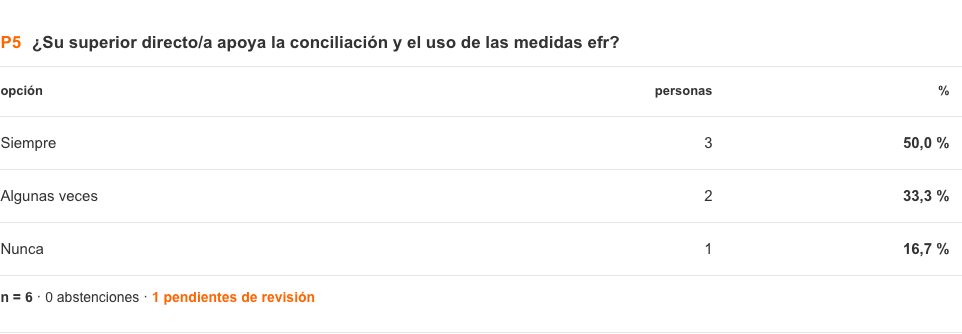 P5 ¿Su superior directo/a apoya la conciliación y el uso de las medidas efr?
opción personas %
Siempre 3 50,0 %
Algunas veces 2 33,3 %
Nunca 1 16,7 %
n = 6 · 0 abstenciones · 1 pendientes de revisión